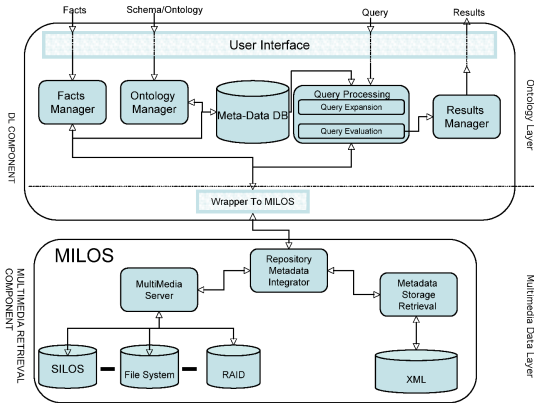 Facts
Schema/Ontology
Query
Results
User Interface
Facts
Manager
Ontology
Manager
Meta-Data DB
Query Processing
Query Expansion
Query Evaluation
Results
Manager
DL COMPONENT
Ontology Layer
Wrapper To MILOS
MILOS
Repository
Metadata
Integrator
MultiMedia
Server
Metadata
Storage
Retrieval
SILOS
File System
RAID
XML
MULTIMEDIA RETRIEVAL
COMPONENT
Multimedia Data Layer